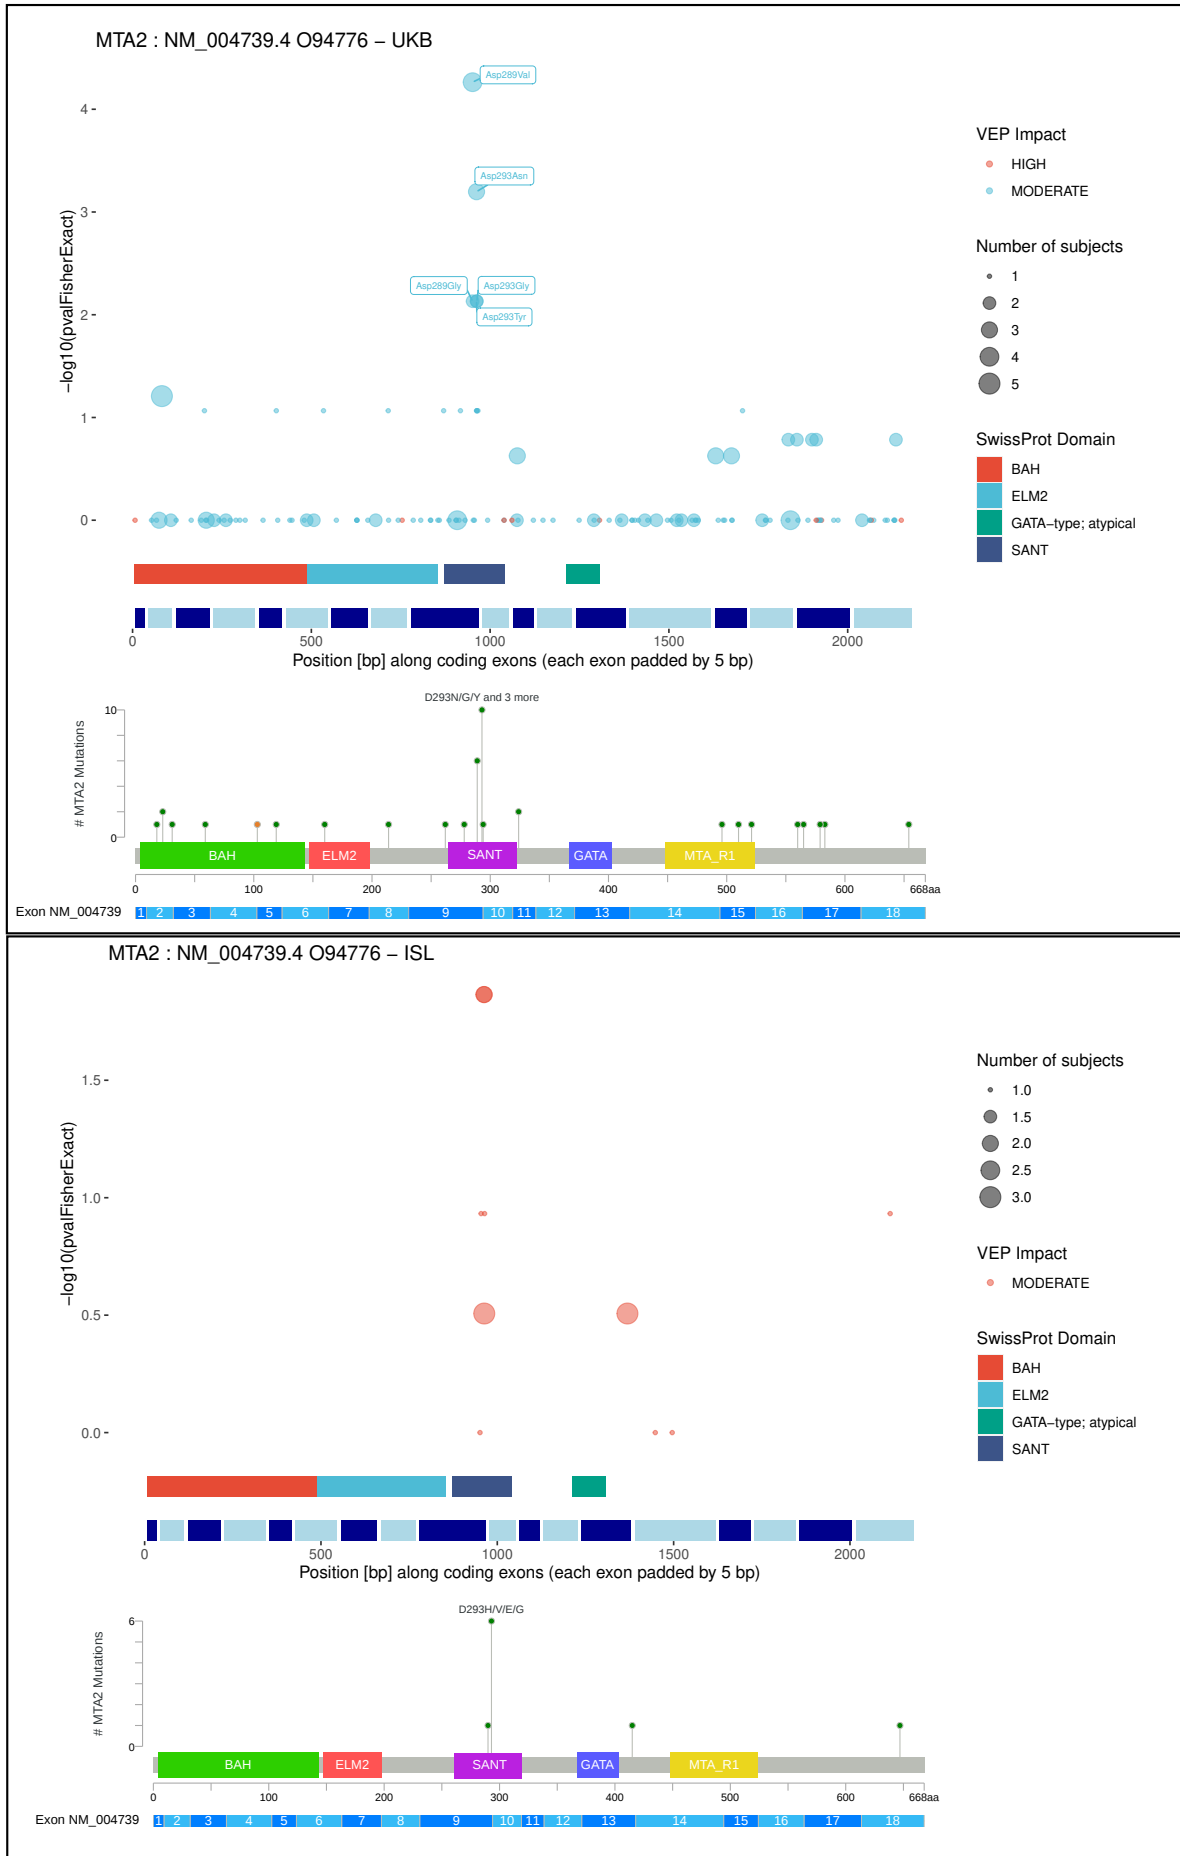 MTA2 : NM_004739.4 O94776 – UKB
Asp289Val
Asp293Asn
Asp289Gly
Asp293Gly
Asp293Tyr
−log10(pvalFisherExact)
4
3
2
1
0
VEP Impact
HIGH
MODERATE
Number of subjects
1
2
3
4
5
SwissProt Domain
BAH
ELM2
GATA−type; atypical
SANT
0 500 1000 1500 2000
Position [bp] along coding exons (each exon padded by 5 bp)
D293N/G/Y and 3 more
# MTA2 Mutations
10
0
BAH ELM2 SANT GATA MTA_R1
0 100 200 300 400 500 600 668aa
Exon NM_004739 1 2 3 4 5 6 7 8 9 10 11 12 13 14 15 16 17 18
MTA2 : NM_004739.4 O94776 – ISL
−log10(pvalFisherExact)
1.5
1.0
0.5
0.0
Number of subjects
1.0
1.5
2.0
2.5
3.0
VEP Impact
MODERATE
SwissProt Domain
BAH
ELM2
GATA−type; atypical
SANT
0 500 1000 1500 2000
Position [bp] along coding exons (each exon padded by 5 bp)
D293H/V/E/G
# MTA2 Mutations
6
0
BAH ELM2 SANT GATA MTA_R1
0 100 200 300 400 500 600 668aa
Exon NM_004739 1 2 3 4 5 6 7 8 9 10 11 12 13 14 15 16 17 18